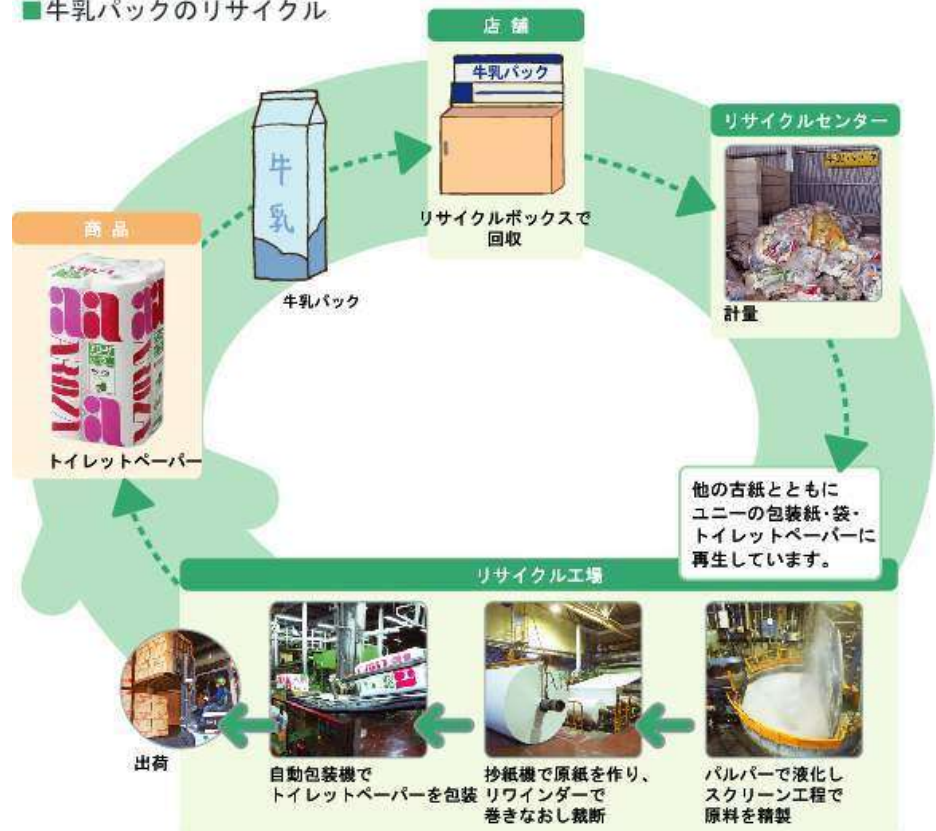 ■牛乳パックのリサイクル
店舗
牛乳パック
リサイクルボックスで
回収
牛乳
牛乳パック
リサイクルセンター
牛乳パック
計量
他の古紙とともに
ユニーの包装紙・袋・
トイレットペーパーに
再生しています。
リサイクル工場
パルパーで液化し
スクリーン工程で
原料を精製
抄紙機で原紙を作り、
リワインダーで
巻きなおし裁断
自動包装機で
トイレットペーパーを包装
出荷
商品
トイレットペーパー